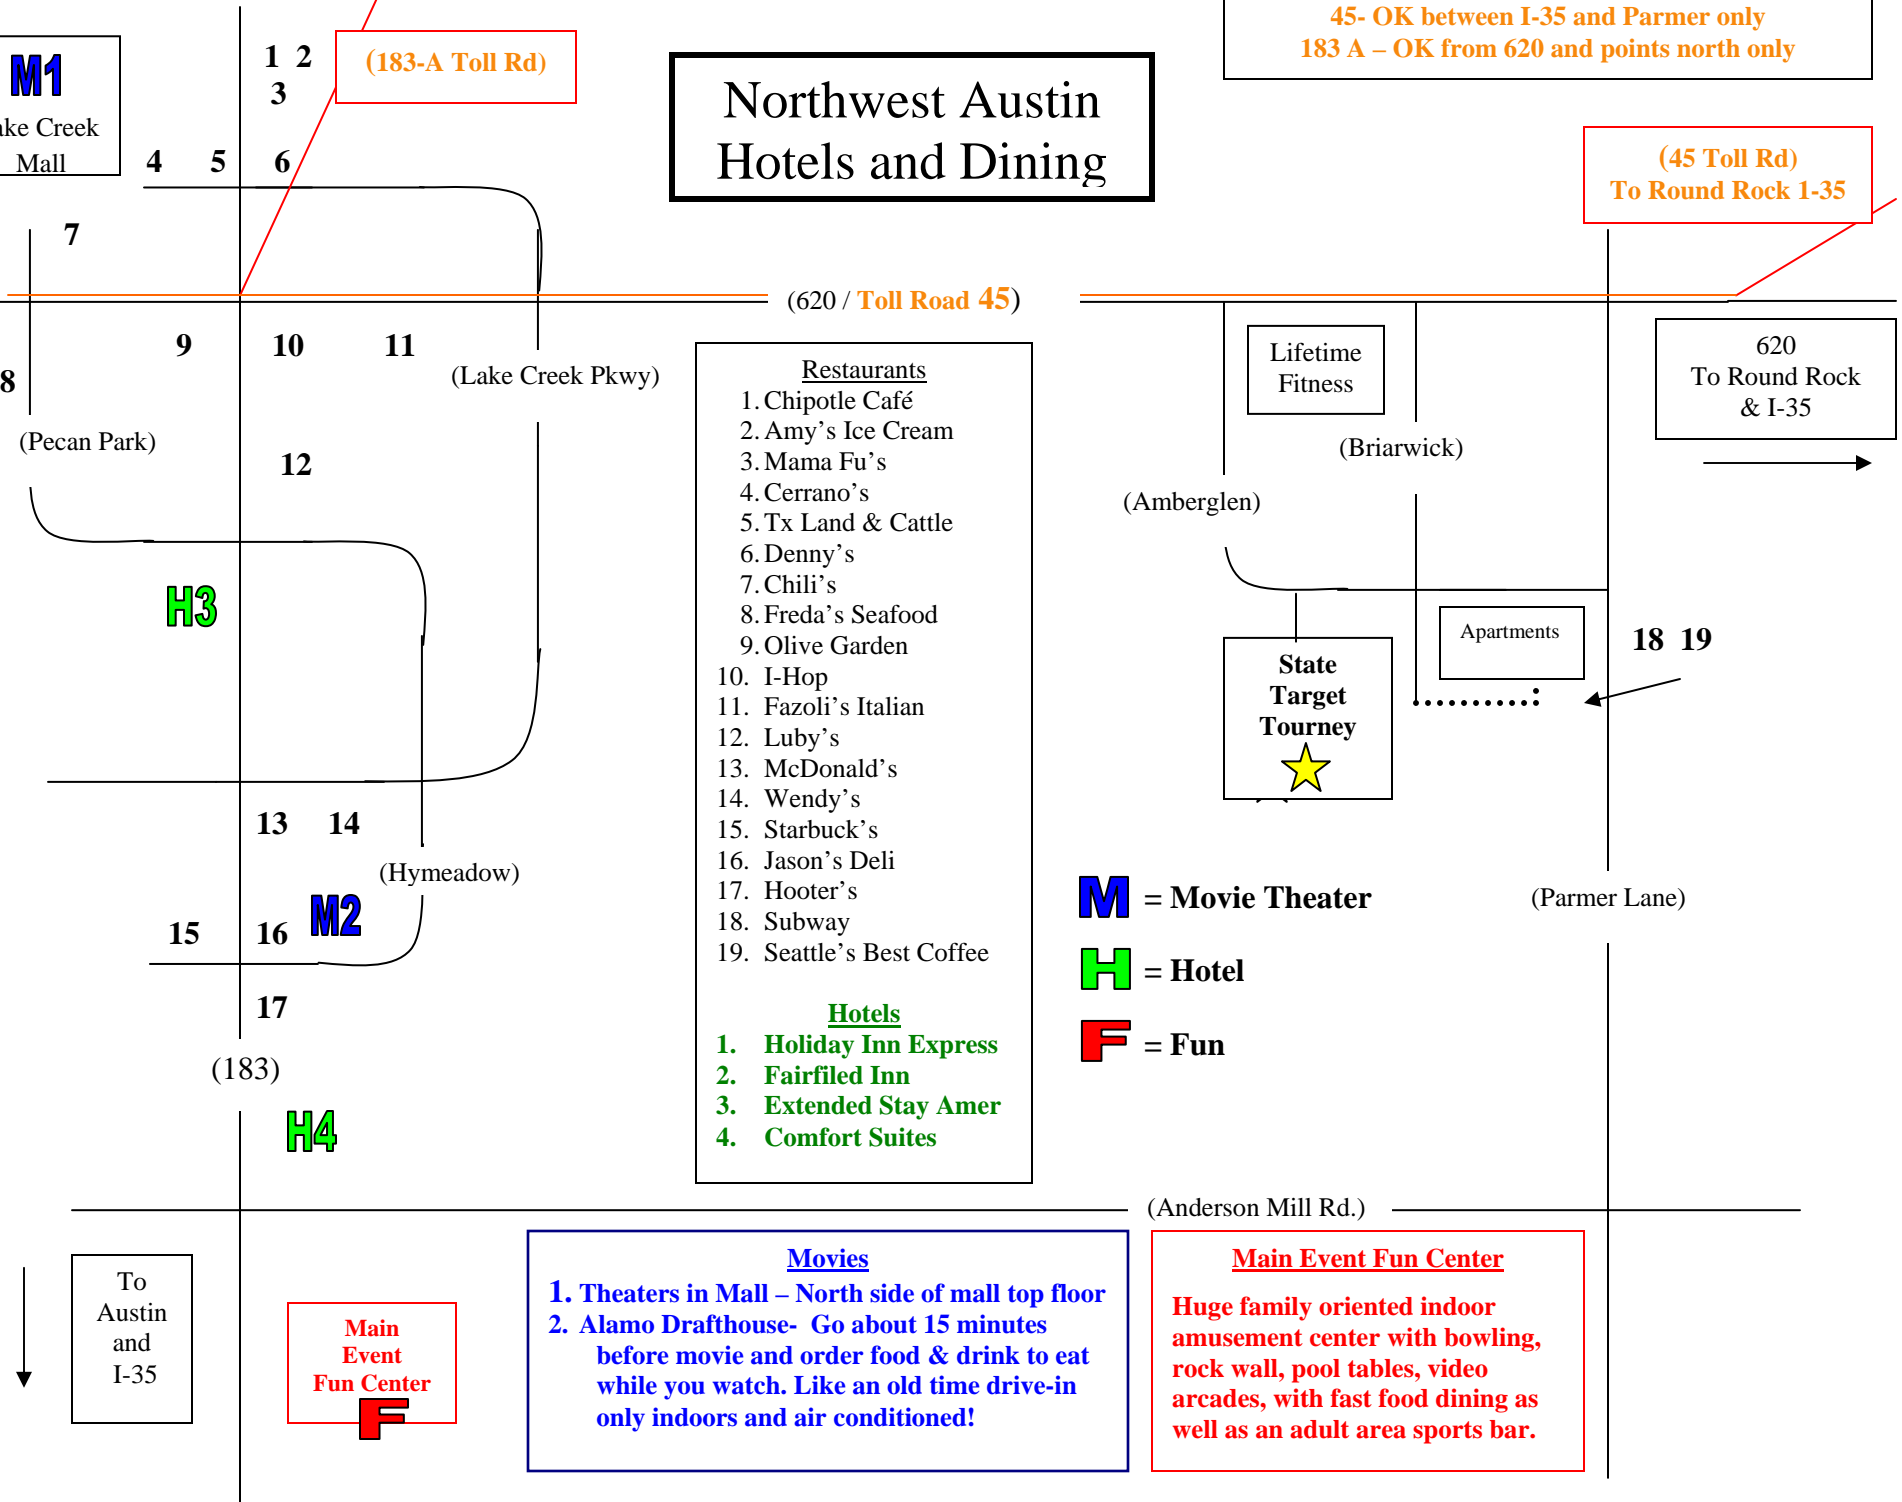 45- OK between I-35 and Parmer only
183 A – OK from 620 and points north only
M1
Creek
Mall
1 2
3
(183-A Toll Rd)
Northwest Austin
Hotels and Dining
(45 Toll Rd)
To Round Rock 1-35
4 5 6
7
(620 / Toll Road 45)
9 10 11
8
(Lake Creek Pkwy)
(Pecan Park)
12
H3
13 14
(Hymeadow)
M2
15 16
17
(183)
H4
Restaurants
1. Chipotle Café
2. Amy's Ice Cream
3. Mama Fu's
4. Cerrano's
5. Tx Land & Cattle
6. Denny's
7. Chili's
8. Freda's Seafood
9. Olive Garden
10. I-Hop
11. Fazoli's Italian
12. Luby's
13. McDonald's
14. Wendy's
15. Starbuck's
16. Jason's Deli
17. Hooter's
18. Subway
19. Seattle's Best Coffee
Hotels
1. Holiday Inn Express
2. Fairfiled Inn
3. Extended Stay Amer
4. Comfort Suites
Lifetime
Fitness
620
To Round Rock
& I-35
(Briarwick)
(Amberglen)
Apartments
18 19
State
Target
Tourney
M = Movie Theater
H = Hotel
F = Fun
(Parmer Lane)
(Anderson Mill Rd.)
To
Austin
and
I-35
Main
Event
Fun Center
F
Movies
1. Theaters in Mall – North side of mall top floor
2. Alamo Drafthouse- Go about 15 minutes
before movie and order food & drink to eat
while you watch. Like an old time drive-in
only indoors and air conditioned!
Main Event Fun Center
Huge family oriented indoor
amusement center with bowling,
rock wall, pool tables, video
arcades, with fast food dining as
well as an adult area sports bar.